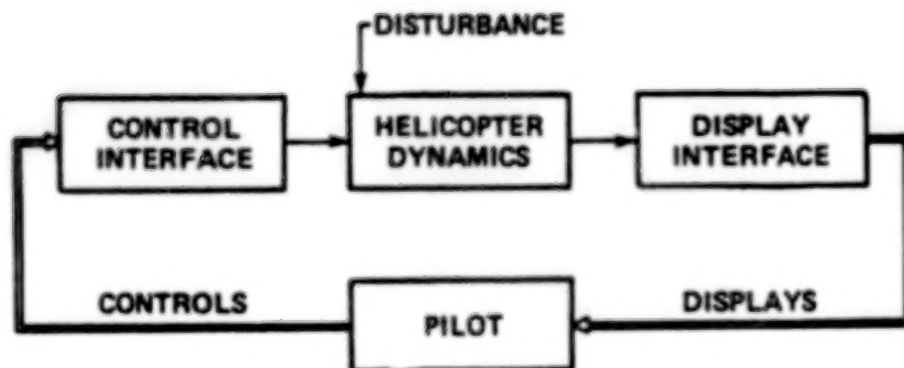 DISTURBANCE
CONTROL
INTERFACE
HELICOPTER
DYNAMICS
DISPLAY
INTERFACE
CONTROLS
PILOT
DISPLAYS